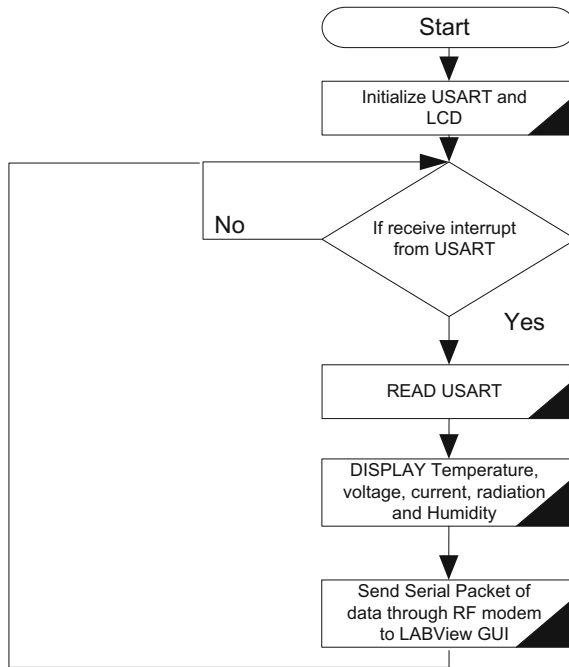 Start
Initialize USART and
LCD
If receive interrupt
from USART
No
Yes
READ USART
DISPLAY Temperature,
voltage, current, radiation
and Humidity
Send Serial Packet of
data through RF modem
to LABView GUI